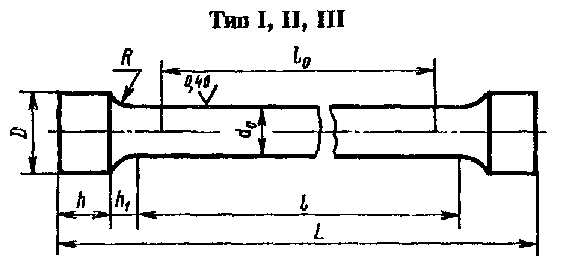 Тип I, II, III
R
l₀
0,40
D
d₀
h
h₁
l
L